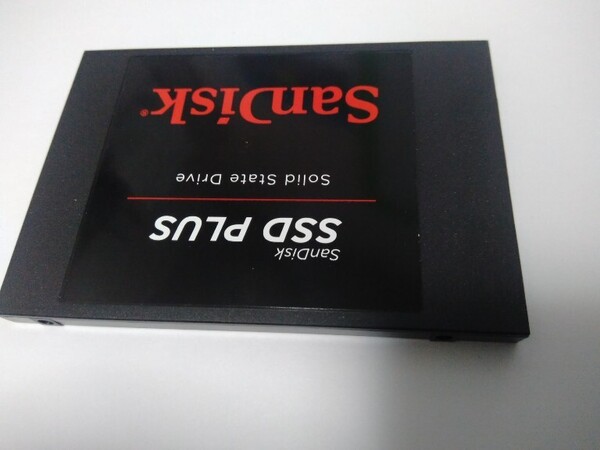 SanDisk
SSD PLUS
Solid State Drive
SanDisk®